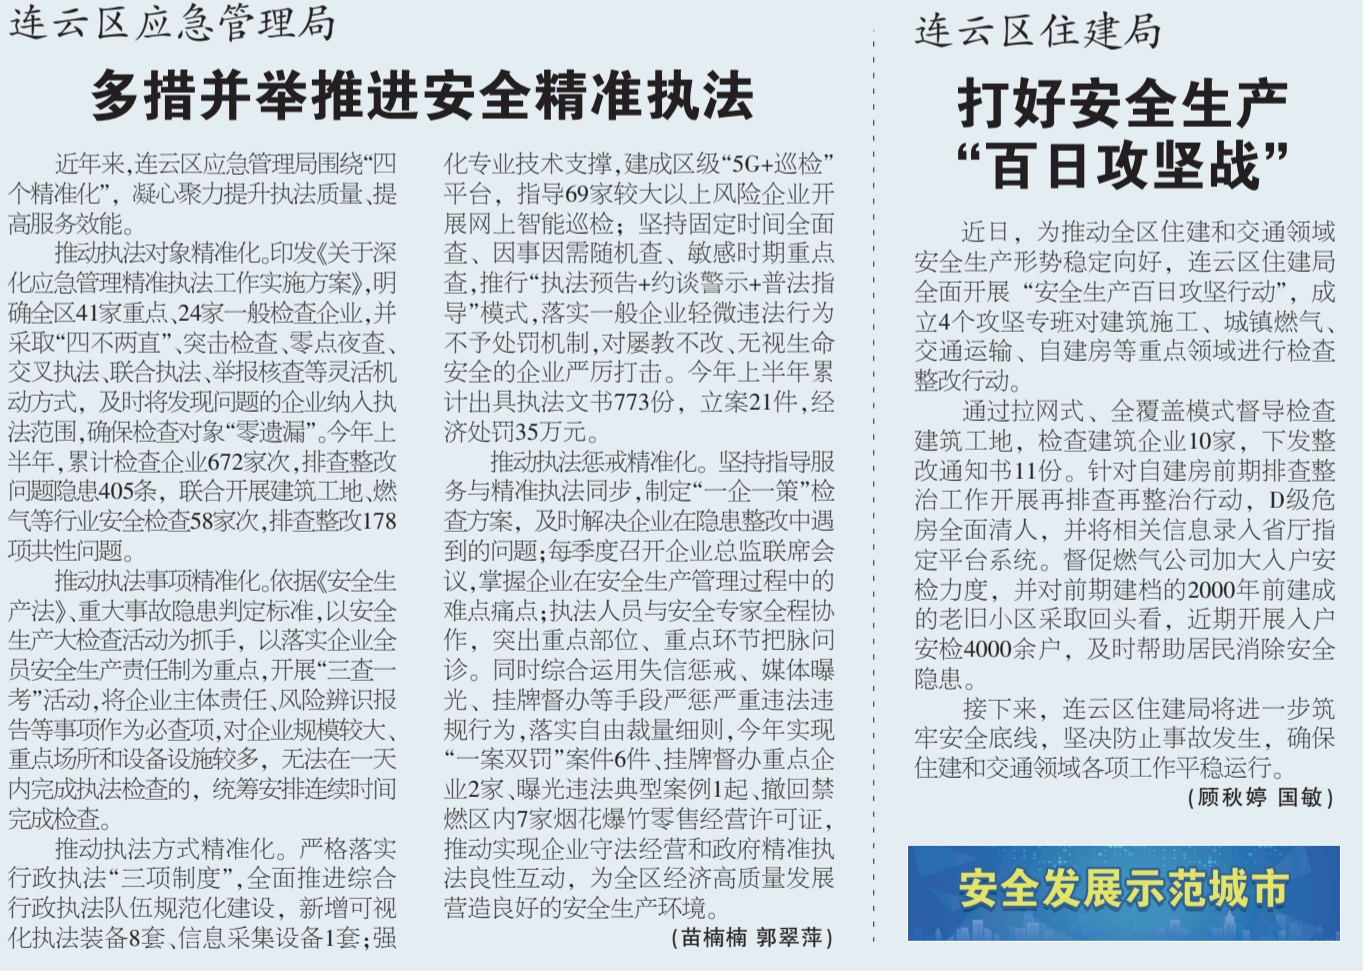 连云区应急管理局
多措并举推进安全精准执法
近年来，连云区应急管理局围绕“四
个精准化”，凝心聚力提升执法质量、提
高服务效能。
推动执法对象精准化。印发《关于深
化应急管理精准执法工作实施方案》，明
确全区41家重点、24家一般检查企业，并
采取“四不两直”、突击检查、零点夜查、
交叉执法、联合执法、举报核查等灵活机
动方式，及时将发现问题的企业纳入执
法范围，确保检查对象“零遗漏”。今年上
半年，累计检查企业672家次，排查整改
问题隐患405条，联合开展建筑工地、燃
气等行业安全检查58家次，排查整改178
项共性问题。
推动执法事项精准化。依据《安全生
产法》、重大事故隐患判定标准，以安全
生产大检查活动为抓手，以落实企业全
员安全生产责任制为重点，开展“三查一
考”活动，将企业主体责任、风险辨识报
告等事项作为必查项，对企业规模较大、
重点场所和设备设施较多，无法在一天
内完成执法检查的，统筹安排连续时间
完成检查。
推动执法方式精准化。严格落实
行政执法“三项制度”，全面推进综合
行政执法队伍规范化建设，新增可视
化执法装备8套、信息采集设备1套；强
化专业技术支撑，建成区级“5G+巡检”
平台，指导69家较大以上风险企业开
展网上智能巡检；坚持固定时间全面
查、因事因需随机查、敏感时期重点
查，推行“执法预告+约谈警示+普法指
导”模式，落实一般企业轻微违法行为
不予处罚机制，对屡教不改、无视生命
安全的企业严厉打击。今年上半年累
计出具执法文书773份，立案21件，经
济处罚35万元。
推动执法惩戒精准化。坚持指导服
务与精准执法同步，制定“一企一策”检
查方案，及时解决企业在隐患整改中遇
到的问题；每季度召开企业总监联席会
议，掌握企业在安全生产管理过程中的
难点痛点；执法人员与安全专家全程协
作，突出重点部位、重点环节把脉问
诊。同时综合运用失信惩戒、媒体曝
光、挂牌督办等手段严惩严重违法违
规行为，落实自由裁量细则，今年实现
“一案双罚”案件6件、挂牌督办重点企
业2家、曝光违法典型案例1起、撤回禁
燃区内7家烟花爆竹零售经营许可证，
推动实现企业守法经营和政府精准执
法良性互动，为全区经济高质量发展
营造良好的安全生产环境。
（苗楠楠 郭翠萍）
连云区住建局
打好安全生产
“百日攻坚战”
近日，为推动全区住建和交通领域
安全生产形势稳定向好，连云区住建局
全面开展“安全生产百日攻坚行动”，成
立4个攻坚专班对建筑施工、城镇燃气、
交通运输、自建房等重点领域进行检查
整改行动。
通过拉网式、全覆盖模式督导检查
建筑工地，检查建筑企业10家，下发整
改通知书11份。针对自建房前期排查整
治工作开展再排查再整治行动，D级危
房全面清人，并将相关信息录入省厅指
定平台系统。督促燃气公司加大入户安
检力度，并对前期建档的2000年前建成
的老旧小区采取回头看，近期开展入户
安检4000余户，及时帮助居民消除安全
隐患。
接下来，连云区住建局将进一步筑
牢安全底线，坚决防止事故发生，确保
住建和交通领域各项工作平稳运行。
（顾秋婷 国敏）
安全发展示范城市